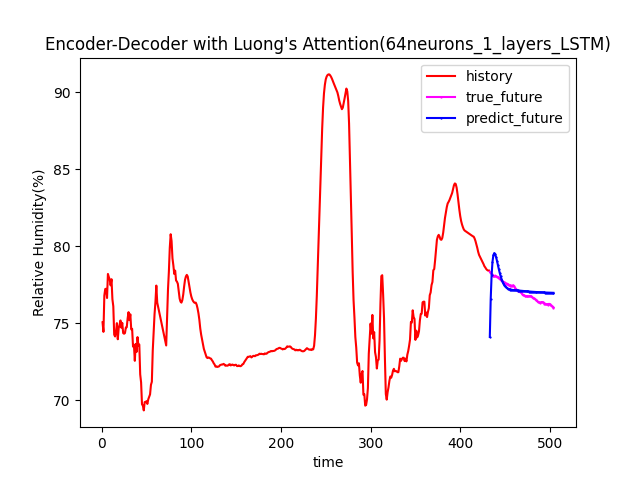 Encoder-Decoder with Luong's Attention(64neurons_1_layers_LSTM)
history
true_future
predict_future
Relative Humidity(%)
90
85
80
75
70
0 100 200 300 400 500
time